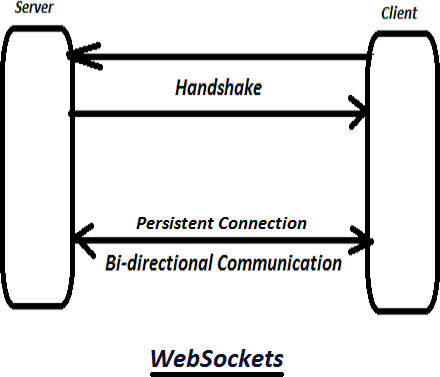 Server
Client
Handshake
Persistent Connection
Bi-directional Communication
WebSockets